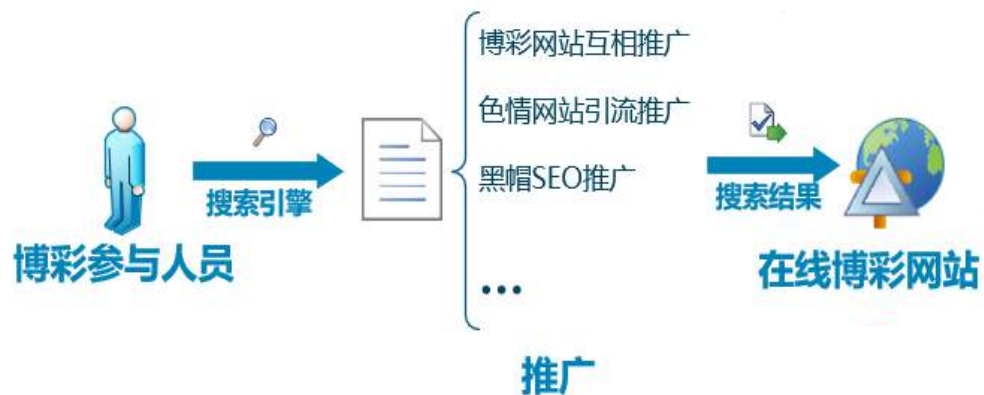 博彩网站互相推广
色情网站引流推广
黑帽SEO推广
...
搜索引擎
搜索结果
博彩参与人员
在线博彩网站
推广